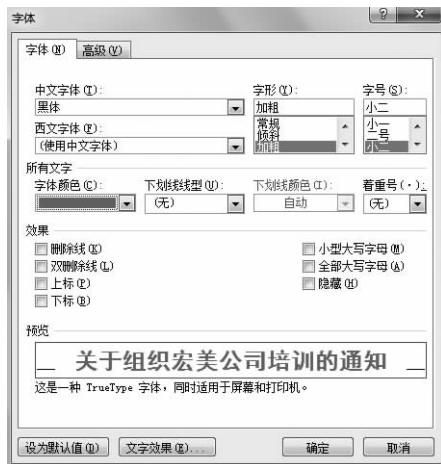 字体
字体(N) 高级(V)
中文字体(T): 字形(Y): 字号(S):
黑体 加粗 小二
西文字体(F): 常规 小一
(使用中文字体) 倾斜 二号
加粗 小二
所有文字
字体颜色(C): 下划线线型(U): 下划线颜色(I): 着重号(·):
(无) 自动 (无)
效果
删除线(K) 小型大写字母(M)
双删除线(L) 全部大写字母(A)
上标(P) 隐藏(H)
下标(B)
预览
关于组织宏美公司培训的通知
这是一种 TrueType 字体，同时适用于屏幕和打印机。
设为默认值(D) 文字效果(E)... 确定 取消